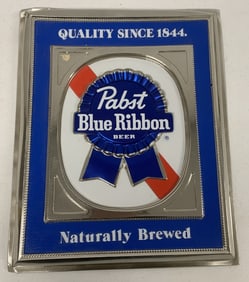 QUALITY SINCE 1844.
Pabst
Blue Ribbon
BEER
®
Naturally Brewed